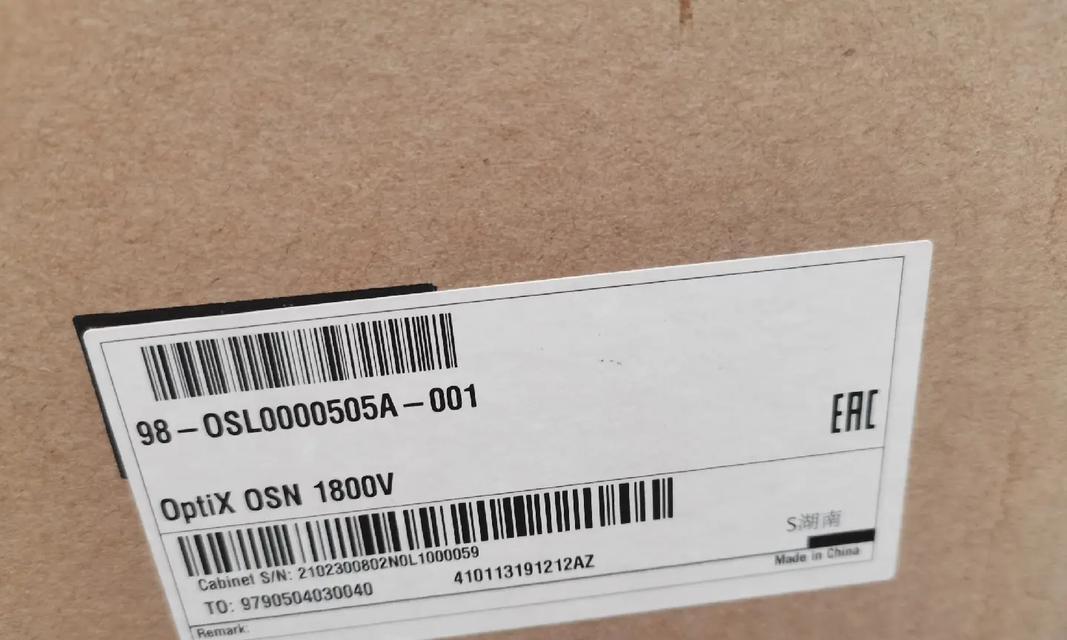 98-OSL0000505A-001
EAC
OptiX OSN 1800V
S湖南
Cabinet S/N: 2102300802N0L1000059
Made in China
TO: 9790504030040
410113191212AZ
Remark: